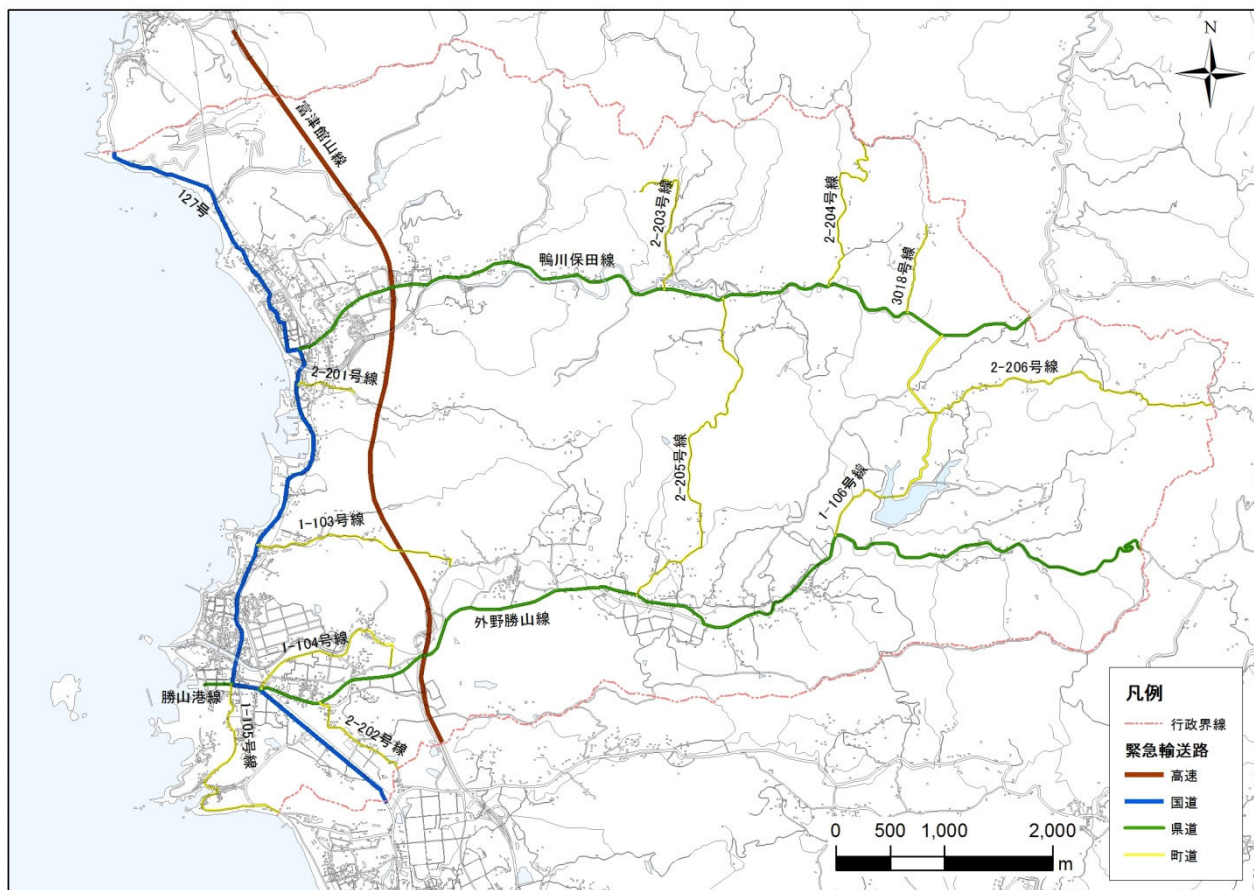 N
富津館山線
127号
2-203号線
2-204号線
3018号線
鴨川保田線
2-201号線
2-206号線
2-205号線
1-106号線
1-103号線
外野勝山線
1-104号線
勝山港線
1-105号線
2-202号線
凡例
行政界線
緊急輸送路
高速
国道
県道
町道
0 500 1,000 2,000
m